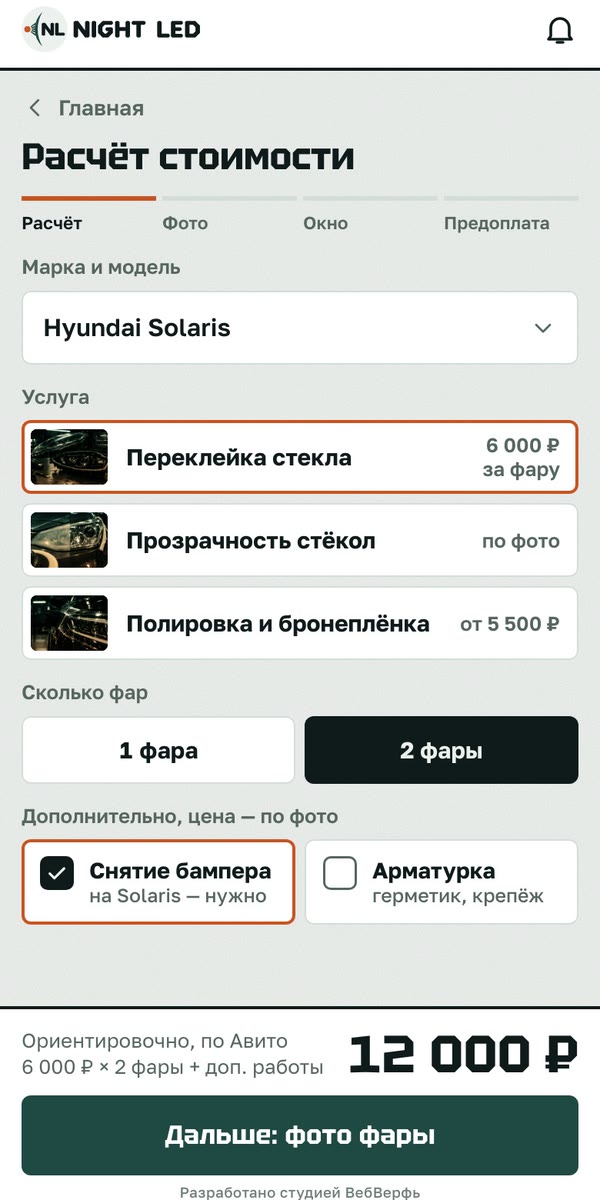 NL NIGHT LED
Главная
Расчёт стоимости
Расчёт
Фото
Окно
Предоплата
Марка и модель
Hyundai Solaris
Услуга
Переклейка стекла
6 000 ₽
за фару
Прозрачность стёкол
по фото
Полировка и бронеплёнка
от 5 500 ₽
Сколько фар
1 фара
2 фары
Дополнительно, цена — по фото
Снятие бампера
на Solaris — нужно
Арматурка
герметик, крепёж
Ориентировочно, по Авито
6 000 ₽ × 2 фары + доп. работы
12 000 ₽
Дальше: фото фары
Разработано студией ВебВерфь